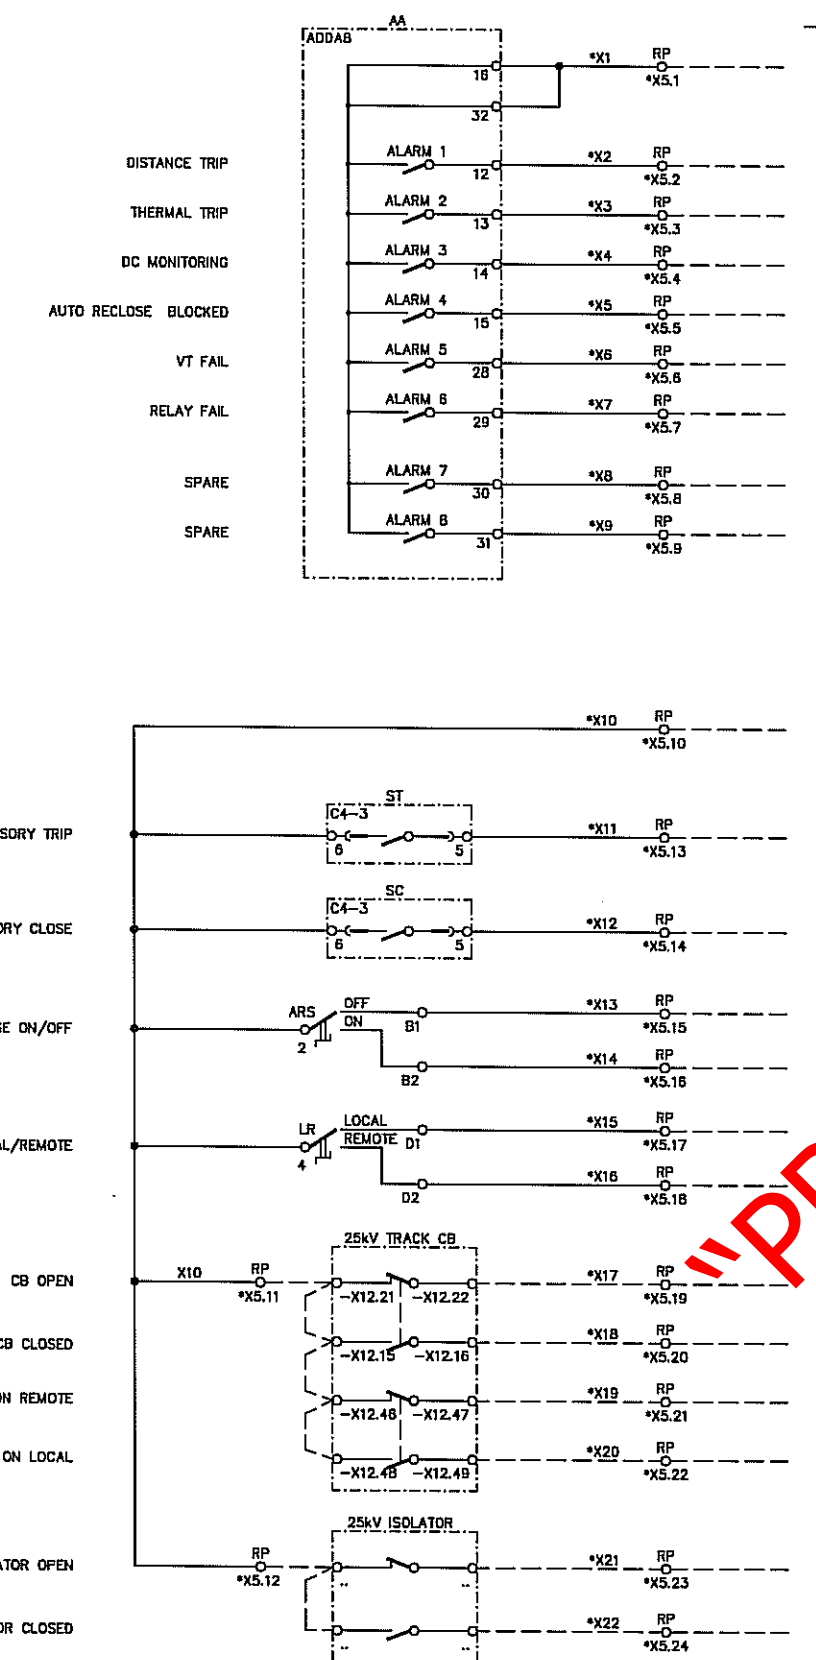 AA
ADDAB
16 *X1 RP
*X5.1
32
DISTANCE TRIP ALARM 1 12 *X2 RP
*X5.2
THERMAL TRIP ALARM 2 13 *X3 RP
*X5.3
DC MONITORING ALARM 3 14 *X4 RP
*X5.4
AUTO RECLOSE BLOCKED ALARM 4 15 *X5 RP
*X5.5
VT FAIL ALARM 5 28 *X6 RP
*X5.6
RELAY FAIL ALARM 6 29 *X7 RP
*X5.7
SPARE ALARM 7 30 *X8 RP
*X5.8
SPARE ALARM 8 31 *X9 RP
*X5.9
*X10 RP
*X5.10
ST
C4-3
SORY TRIP 6 5 *X11 RP
*X5.13
SC
C4-3
ORY CLOSE 6 5 *X12 RP
*X5.14
SE ON/OFF ARS OFF *X13 RP
2 ON B1 *X5.15
B2 *X14 RP
*X5.16
AL/REMOTE LR LOCAL *X15 RP
4 REMOTE D1 *X5.17
D2 *X16 RP
*X5.18
"PR
25kV TRACK CB
CB OPEN X10 RP *X17 RP
*X5.11 -X12.21 -X12.22 *X5.19
CB CLOSED *X18 RP
-X12.15 -X12.16 *X5.20
ON REMOTE *X19 RP
-X12.46 -X12.47 *X5.21
ON LOCAL *X20 RP
-X12.48 -X12.49 *X5.22
25kV ISOLATOR
ATOR OPEN RP *X21 RP
*X5.12 .. .. *X5.23
OR CLOSED *X22 RP
.. .. *X5.24